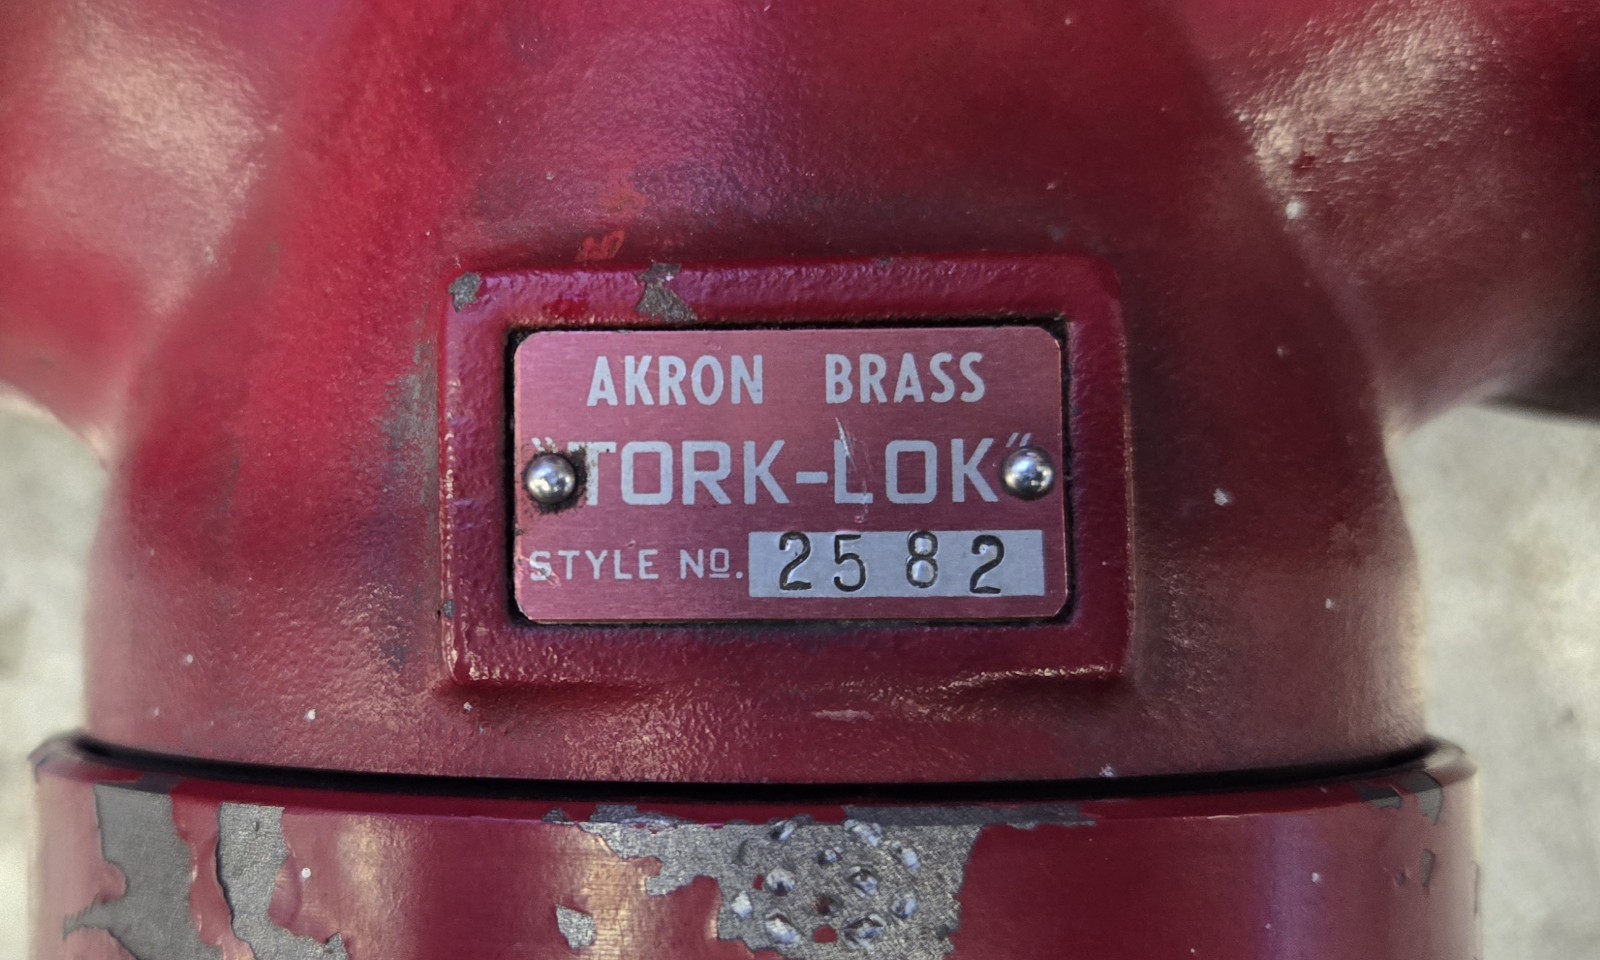 AKRON BRASS
"TORK-LOK"
STYLE NO. 2582